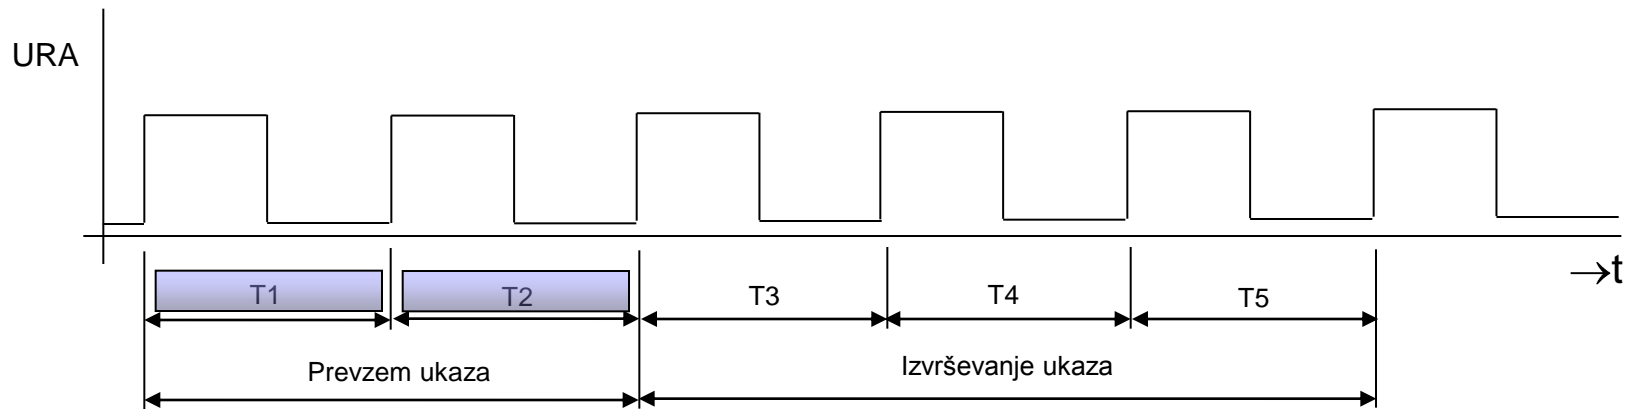 URA
→t
T1
T2
T3
T4
T5
Prevzem ukaza
Izvrševanje ukaza